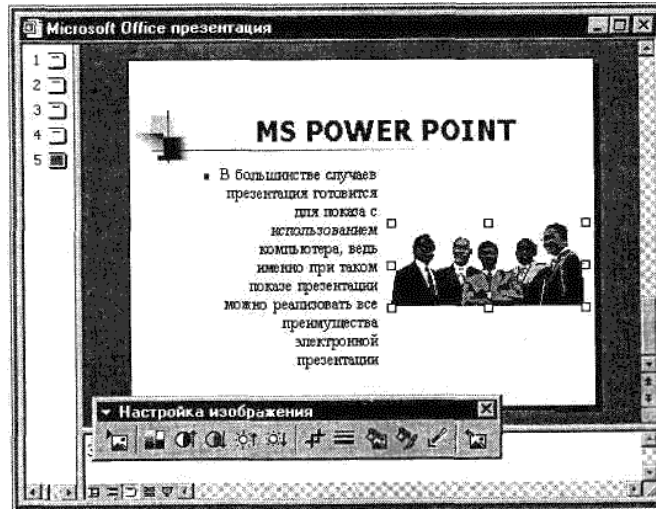 Microsoft Office презентация
1
2
3
4
5
MS POWER POINT
В большинстве случаев
презентация готовится
для показа с
использованием
компьютера, ведь
именно при таком
показе презентации
можно реализовать все
преимущества
электронной
презентации
Настройка изображения